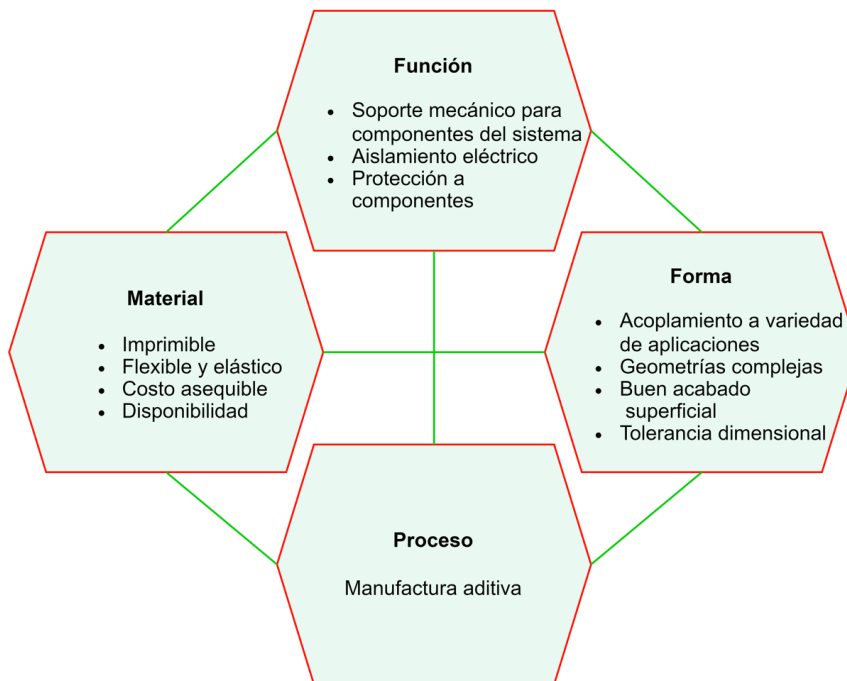 Función
• Soporte mecánico para
componentes del sistema
• Aislamiento eléctrico
• Protección a
componentes
Material
• Imprimible
• Flexible y elástico
• Costo asequible
• Disponibilidad
Forma
• Acoplamiento a variedad
de aplicaciones
• Geometrías complejas
• Buen acabado
superficial
• Tolerancia dimensional
Proceso
Manufactura aditiva